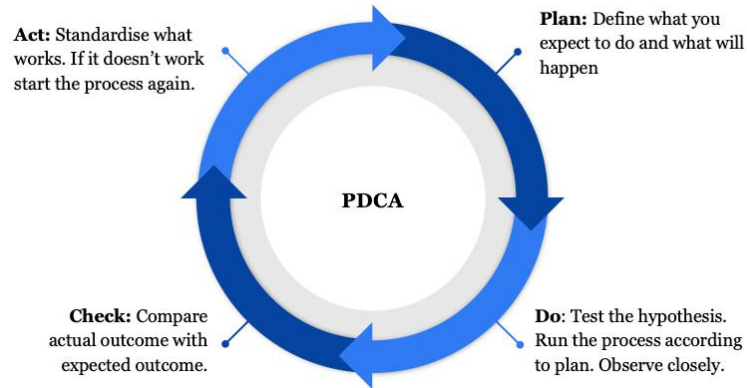 Act: Standardise what
works. If it doesn’t work
start the process again.
Plan: Define what you
expect to do and what will
happen
PDCA
Check: Compare
actual outcome with
expected outcome.
Do: Test the hypothesis.
Run the process according
to plan. Observe closely.